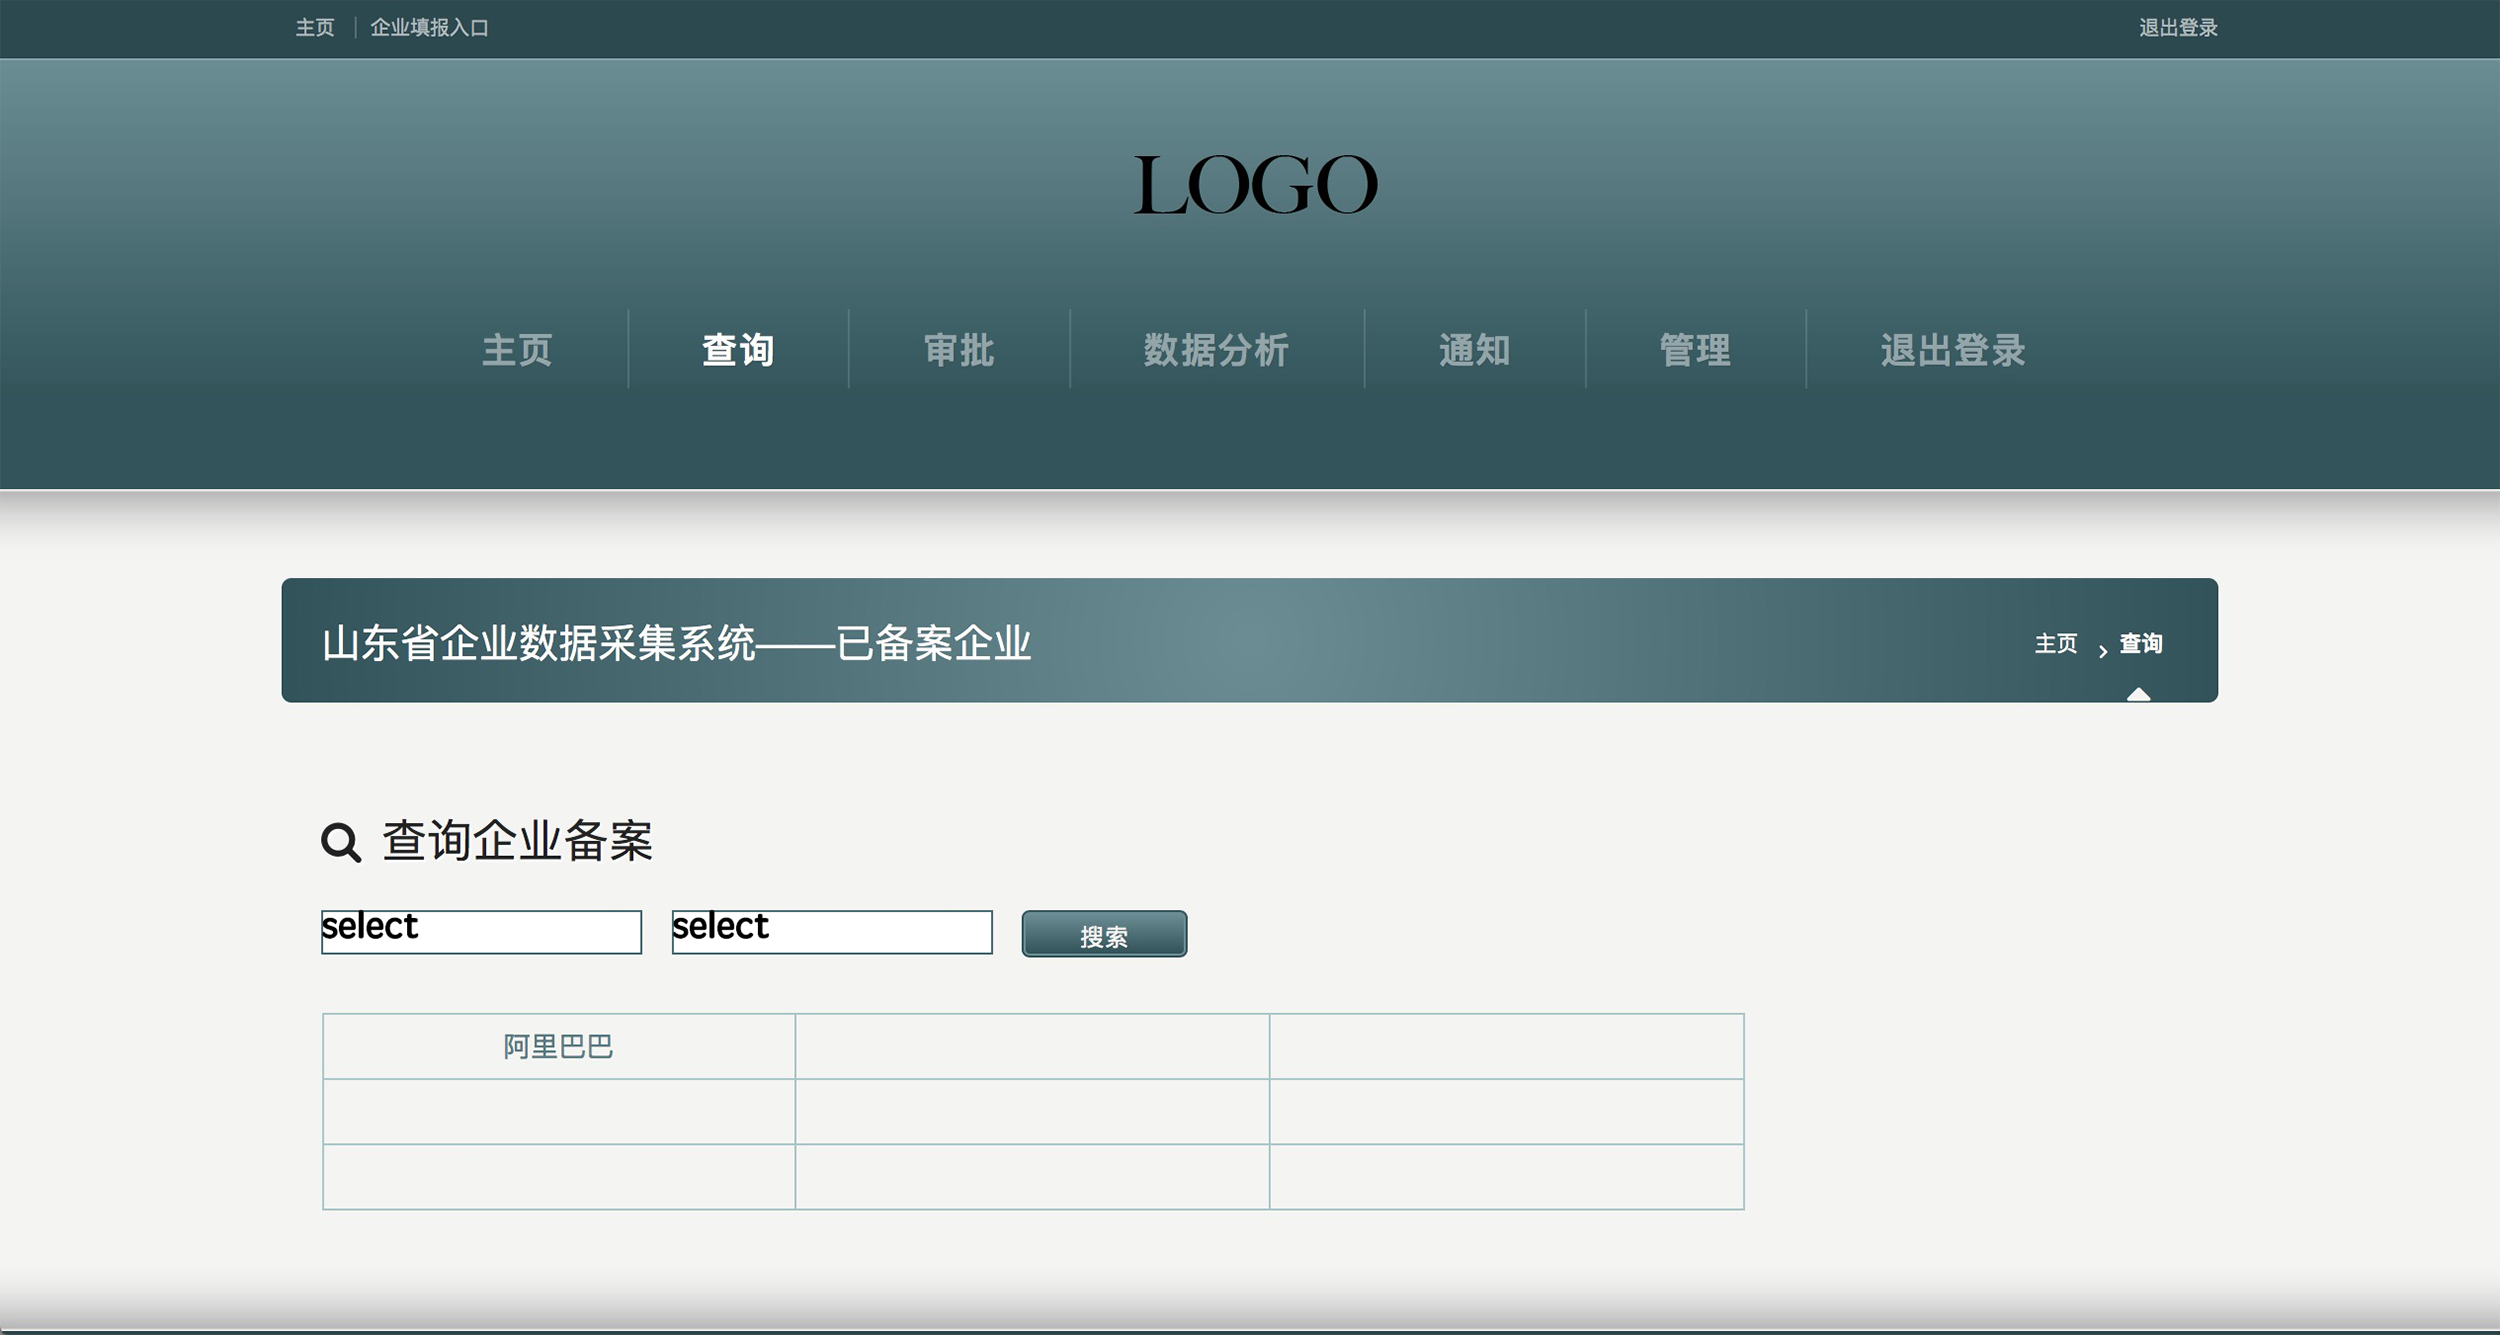 主页 企业填报入口 退出登录
LOGO
主页 查询 审批 数据分析 通知 管理 退出登录
山东省企业数据采集系统——已备案企业 主页 › 查询
查询企业备案
select select 搜索
阿里巴巴